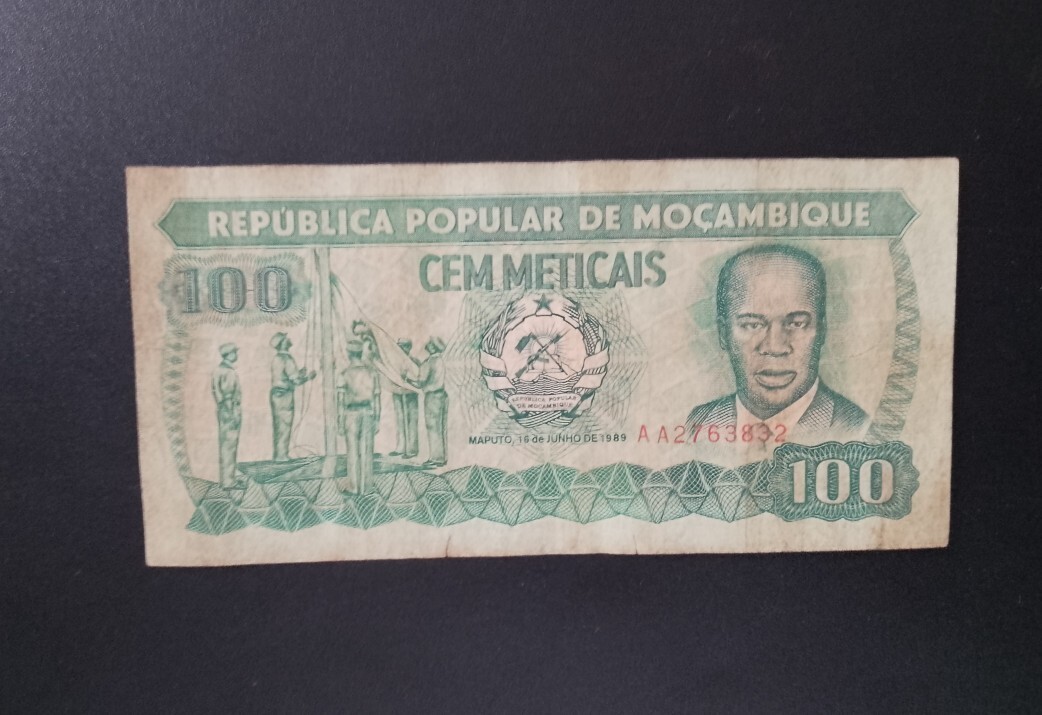 REPÚBLICA POPULAR DE MOÇAMBIQUE
100
CEM METICAIS
REPÚBLICA POPULAR
DE MOÇAMBIQUE
MAPUTO, 16 de JUNHO DE 1989
AA2763832
100